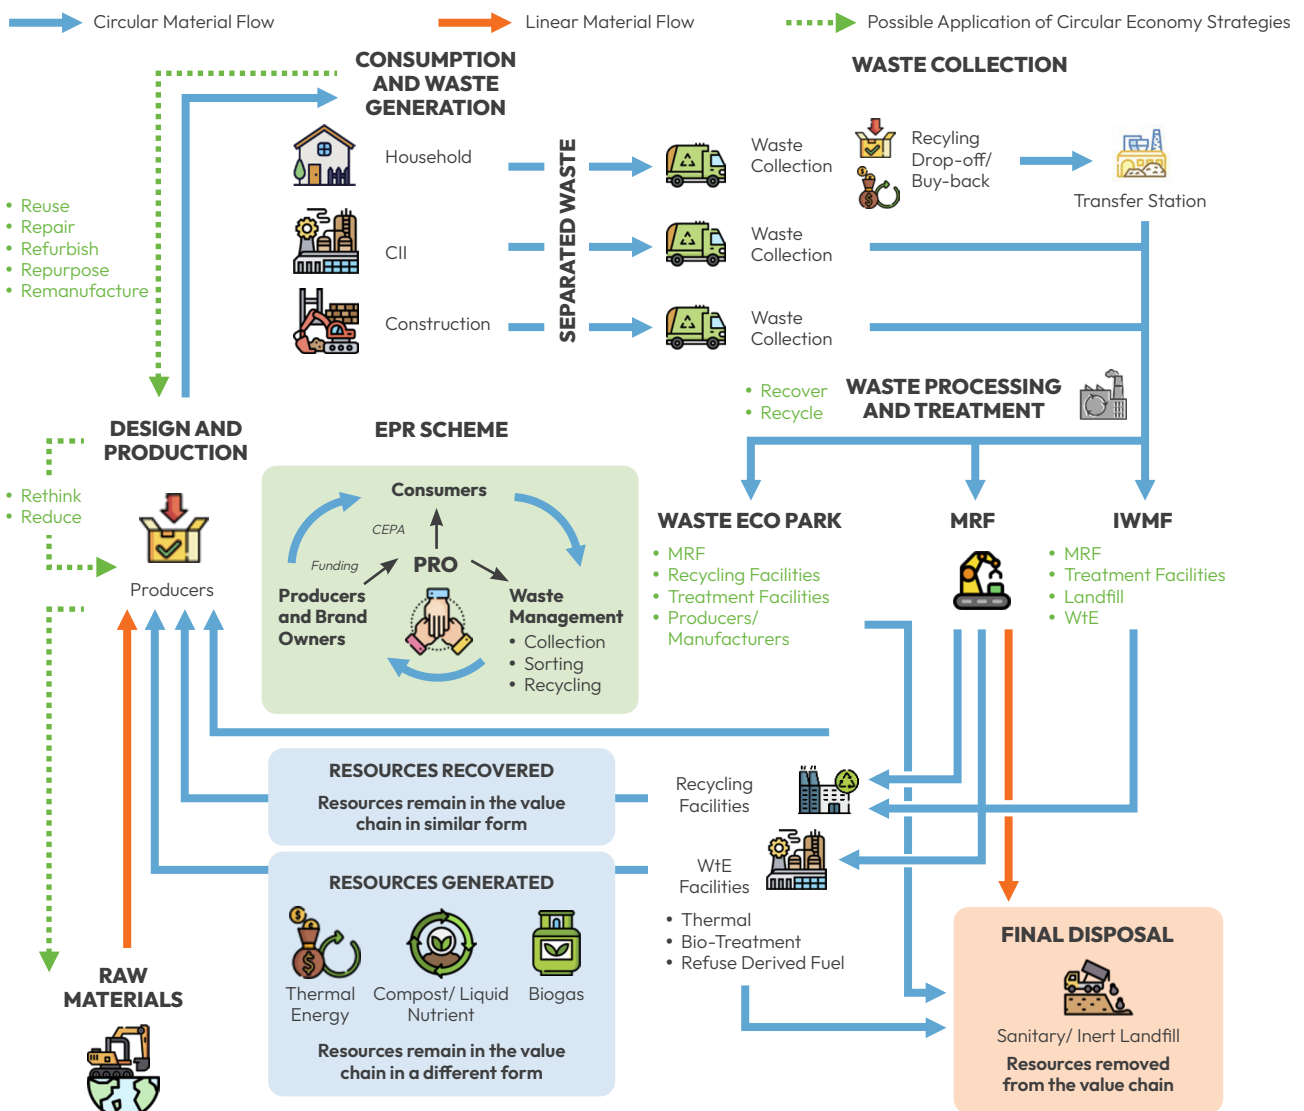 Circular Material Flow
Linear Material Flow
Possible Application of Circular Economy Strategies
CONSUMPTION
AND WASTE
GENERATION
WASTE COLLECTION
Household
CII
Construction
SEPARATED WASTE
Waste
Collection
Waste
Collection
Waste
Collection
Recyling
Drop-off/
Buy-back
Transfer Station
• Reuse
• Repair
• Refurbish
• Repurpose
• Remanufacture
• Recover
• Recycle
WASTE PROCESSING
AND TREATMENT
DESIGN AND
PRODUCTION
• Rethink
• Reduce
Producers
EPR SCHEME
Consumers
CEPA
Funding
PRO
Producers
and Brand
Owners
Waste
Management
• Collection
• Sorting
• Recycling
WASTE ECO PARK
• MRF
• Recycling Facilities
• Treatment Facilities
• Producers/
Manufacturers
MRF
IWMF
• MRF
• Treatment Facilities
• Landfill
• WtE
RESOURCES RECOVERED
Resources remain in the value
chain in similar form
Recycling
Facilities
RESOURCES GENERATED
Thermal
Energy
Compost/ Liquid
Nutrient
Biogas
Resources remain in the value
chain in a different form
WtE
Facilities
• Thermal
• Bio-Treatment
• Refuse Derived Fuel
FINAL DISPOSAL
Sanitary/ Inert Landfill
Resources removed
from the value chain
RAW
MATERIALS